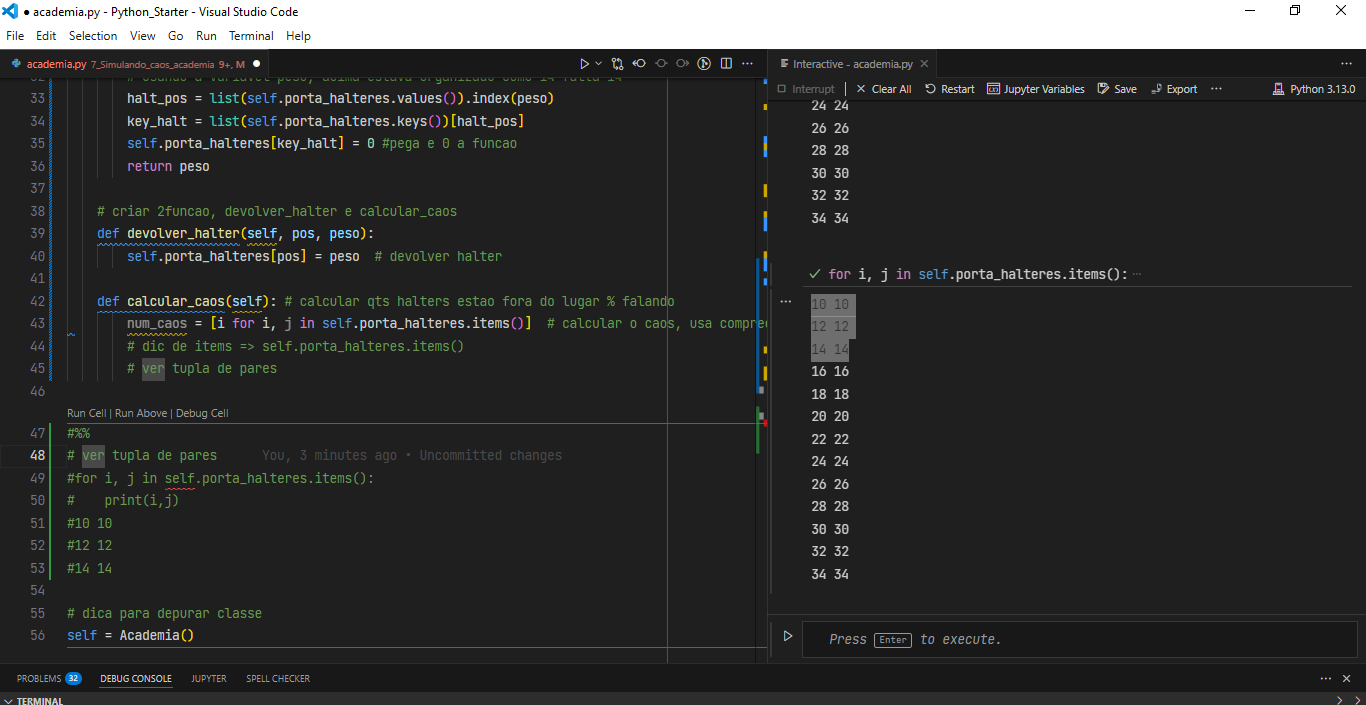 ● academia.py - Python_Starter - Visual Studio Code
File Edit Selection View Go Run Terminal Help
academia.py 7_Simulando_caos_academia 9+, M ●
32 # usando a variavel peso, acima estava organizado como 14 falta 14
33 halt_pos = list(self.porta_halteres.values()).index(peso)
34 key_halt = list(self.porta_halteres.keys())[halt_pos]
35 self.porta_halteres[key_halt] = 0 #pega e 0 a funcao
36 return peso
37
38 # criar 2funcao, devolver_halter e calcular_caos
39 def devolver_halter(self, pos, peso):
40 self.porta_halteres[pos] = peso  # devolver halter
41
42 def calcular_caos(self): # calcular qts halters estao fora do lugar % falando
43 num_caos = [i for i, j in self.porta_halteres.items()]  # calcular o caos, usa compree
44 # dic de items => self.porta_halteres.items()
45 # ver tupla de pares
46
Run Cell | Run Above | Debug Cell
47 #%%
48 # ver tupla de pares You, 3 minutes ago • Uncommitted changes
49 #for i, j in self.porta_halteres.items():
50 #    print(i,j)
51 #10 10
52 #12 12
53 #14 14
54
55 # dica para depurar classe
56 self = Academia()
Interactive - academia.py
Interrupt | Clear All Restart Jupyter Variables Save Export ··· Python 3.13.0
24 24
26 26
28 28
30 30
32 32
34 34
for i, j in self.porta_halteres.items(): ···
10 10
12 12
14 14
16 16
18 18
20 20
22 22
24 24
26 26
28 28
30 30
32 32
34 34
Press Enter to execute.
PROBLEMS 32 DEBUG CONSOLE JUPYTER SPELL CHECKER
TERMINAL